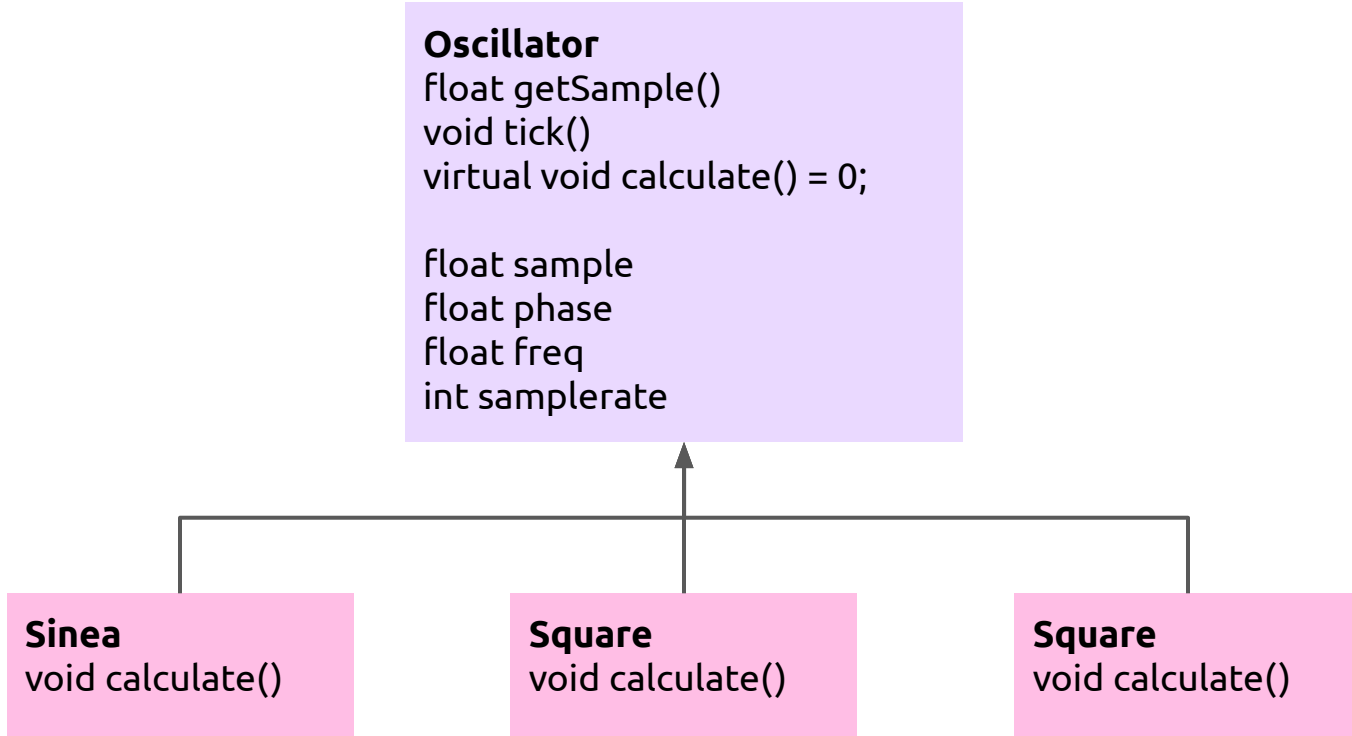 Oscillator
float getSample()
void tick()
virtual void calculate() = 0;
float sample
float phase
float freq
int samplerate
Sinea
void calculate()
Square
void calculate()
Square
void calculate()